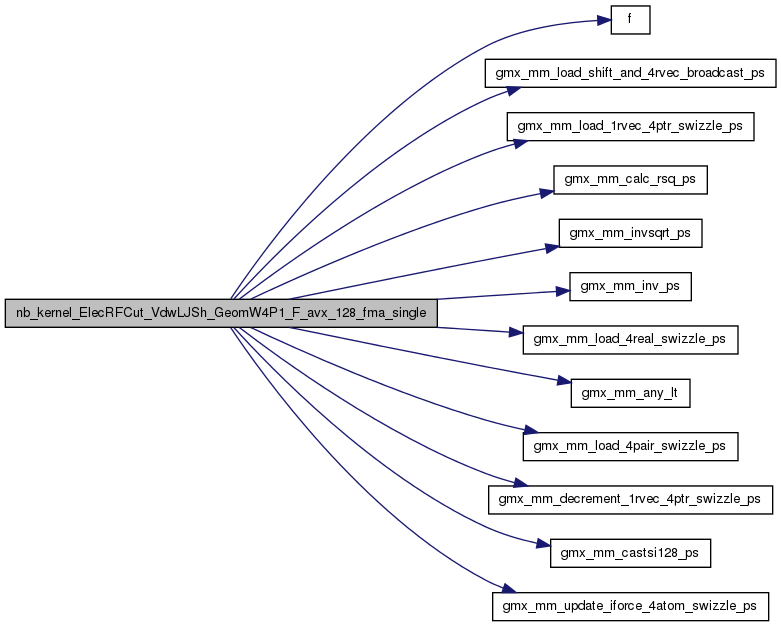 f
gmx_mm_load_shift_and_4rvec_broadcast_ps
gmx_mm_load_1rvec_4ptr_swizzle_ps
gmx_mm_calc_rsq_ps
gmx_mm_invsqrt_ps
gmx_mm_inv_ps
nb_kernel_ElecRFCut_VdwLJSh_GeomW4P1_F_avx_128_fma_single
gmx_mm_load_4real_swizzle_ps
gmx_mm_any_lt
gmx_mm_load_4pair_swizzle_ps
gmx_mm_decrement_1rvec_4ptr_swizzle_ps
gmx_mm_castsi128_ps
gmx_mm_update_iforce_4atom_swizzle_ps